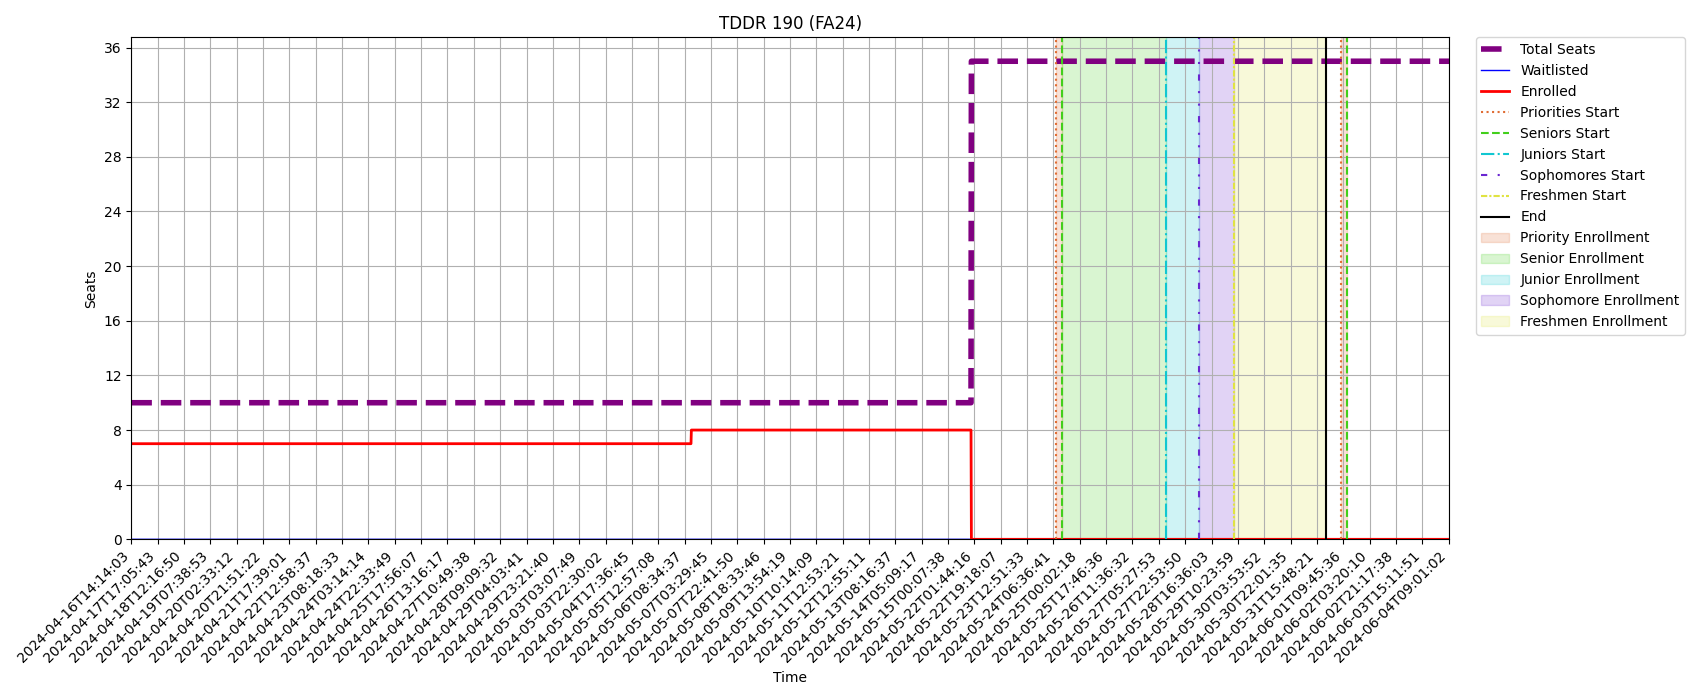 TDDR 190 (FA24)
36
32
28
24
20
16
12
8
4
0
Seats
2024-04-16T14:14:03
2024-04-17T17:05:43
2024-04-18T12:16:50
2024-04-19T07:38:53
2024-04-20T02:33:12
2024-04-20T21:51:22
2024-04-21T17:39:01
2024-04-22T12:58:37
2024-04-23T08:18:33
2024-04-24T03:14:14
2024-04-24T22:33:49
2024-04-25T17:56:07
2024-04-26T13:16:17
2024-04-27T10:49:38
2024-04-28T09:09:32
2024-04-29T04:03:41
2024-04-29T23:21:40
2024-05-03T03:07:49
2024-05-03T22:30:02
2024-05-04T17:36:45
2024-05-05T12:57:08
2024-05-06T08:34:37
2024-05-07T03:29:45
2024-05-07T22:41:50
2024-05-08T18:33:46
2024-05-09T13:54:19
2024-05-10T10:14:09
2024-05-11T12:53:21
2024-05-12T12:55:11
2024-05-13T08:16:37
2024-05-14T05:09:17
2024-05-15T00:07:38
2024-05-22T01:44:16
2024-05-22T19:18:07
2024-05-23T12:51:33
2024-05-24T06:36:41
2024-05-25T00:02:18
2024-05-25T17:46:36
2024-05-26T11:36:32
2024-05-27T05:27:53
2024-05-27T22:53:50
2024-05-28T16:36:03
2024-05-29T10:23:59
2024-05-30T03:53:52
2024-05-30T22:01:35
2024-05-31T15:48:21
2024-06-01T09:45:36
2024-06-02T03:20:10
2024-06-02T21:17:38
2024-06-03T15:11:51
2024-06-04T09:01:02
Time
Total Seats
Waitlisted
Enrolled
Priorities Start
Seniors Start
Juniors Start
Sophomores Start
Freshmen Start
End
Priority Enrollment
Senior Enrollment
Junior Enrollment
Sophomore Enrollment
Freshmen Enrollment